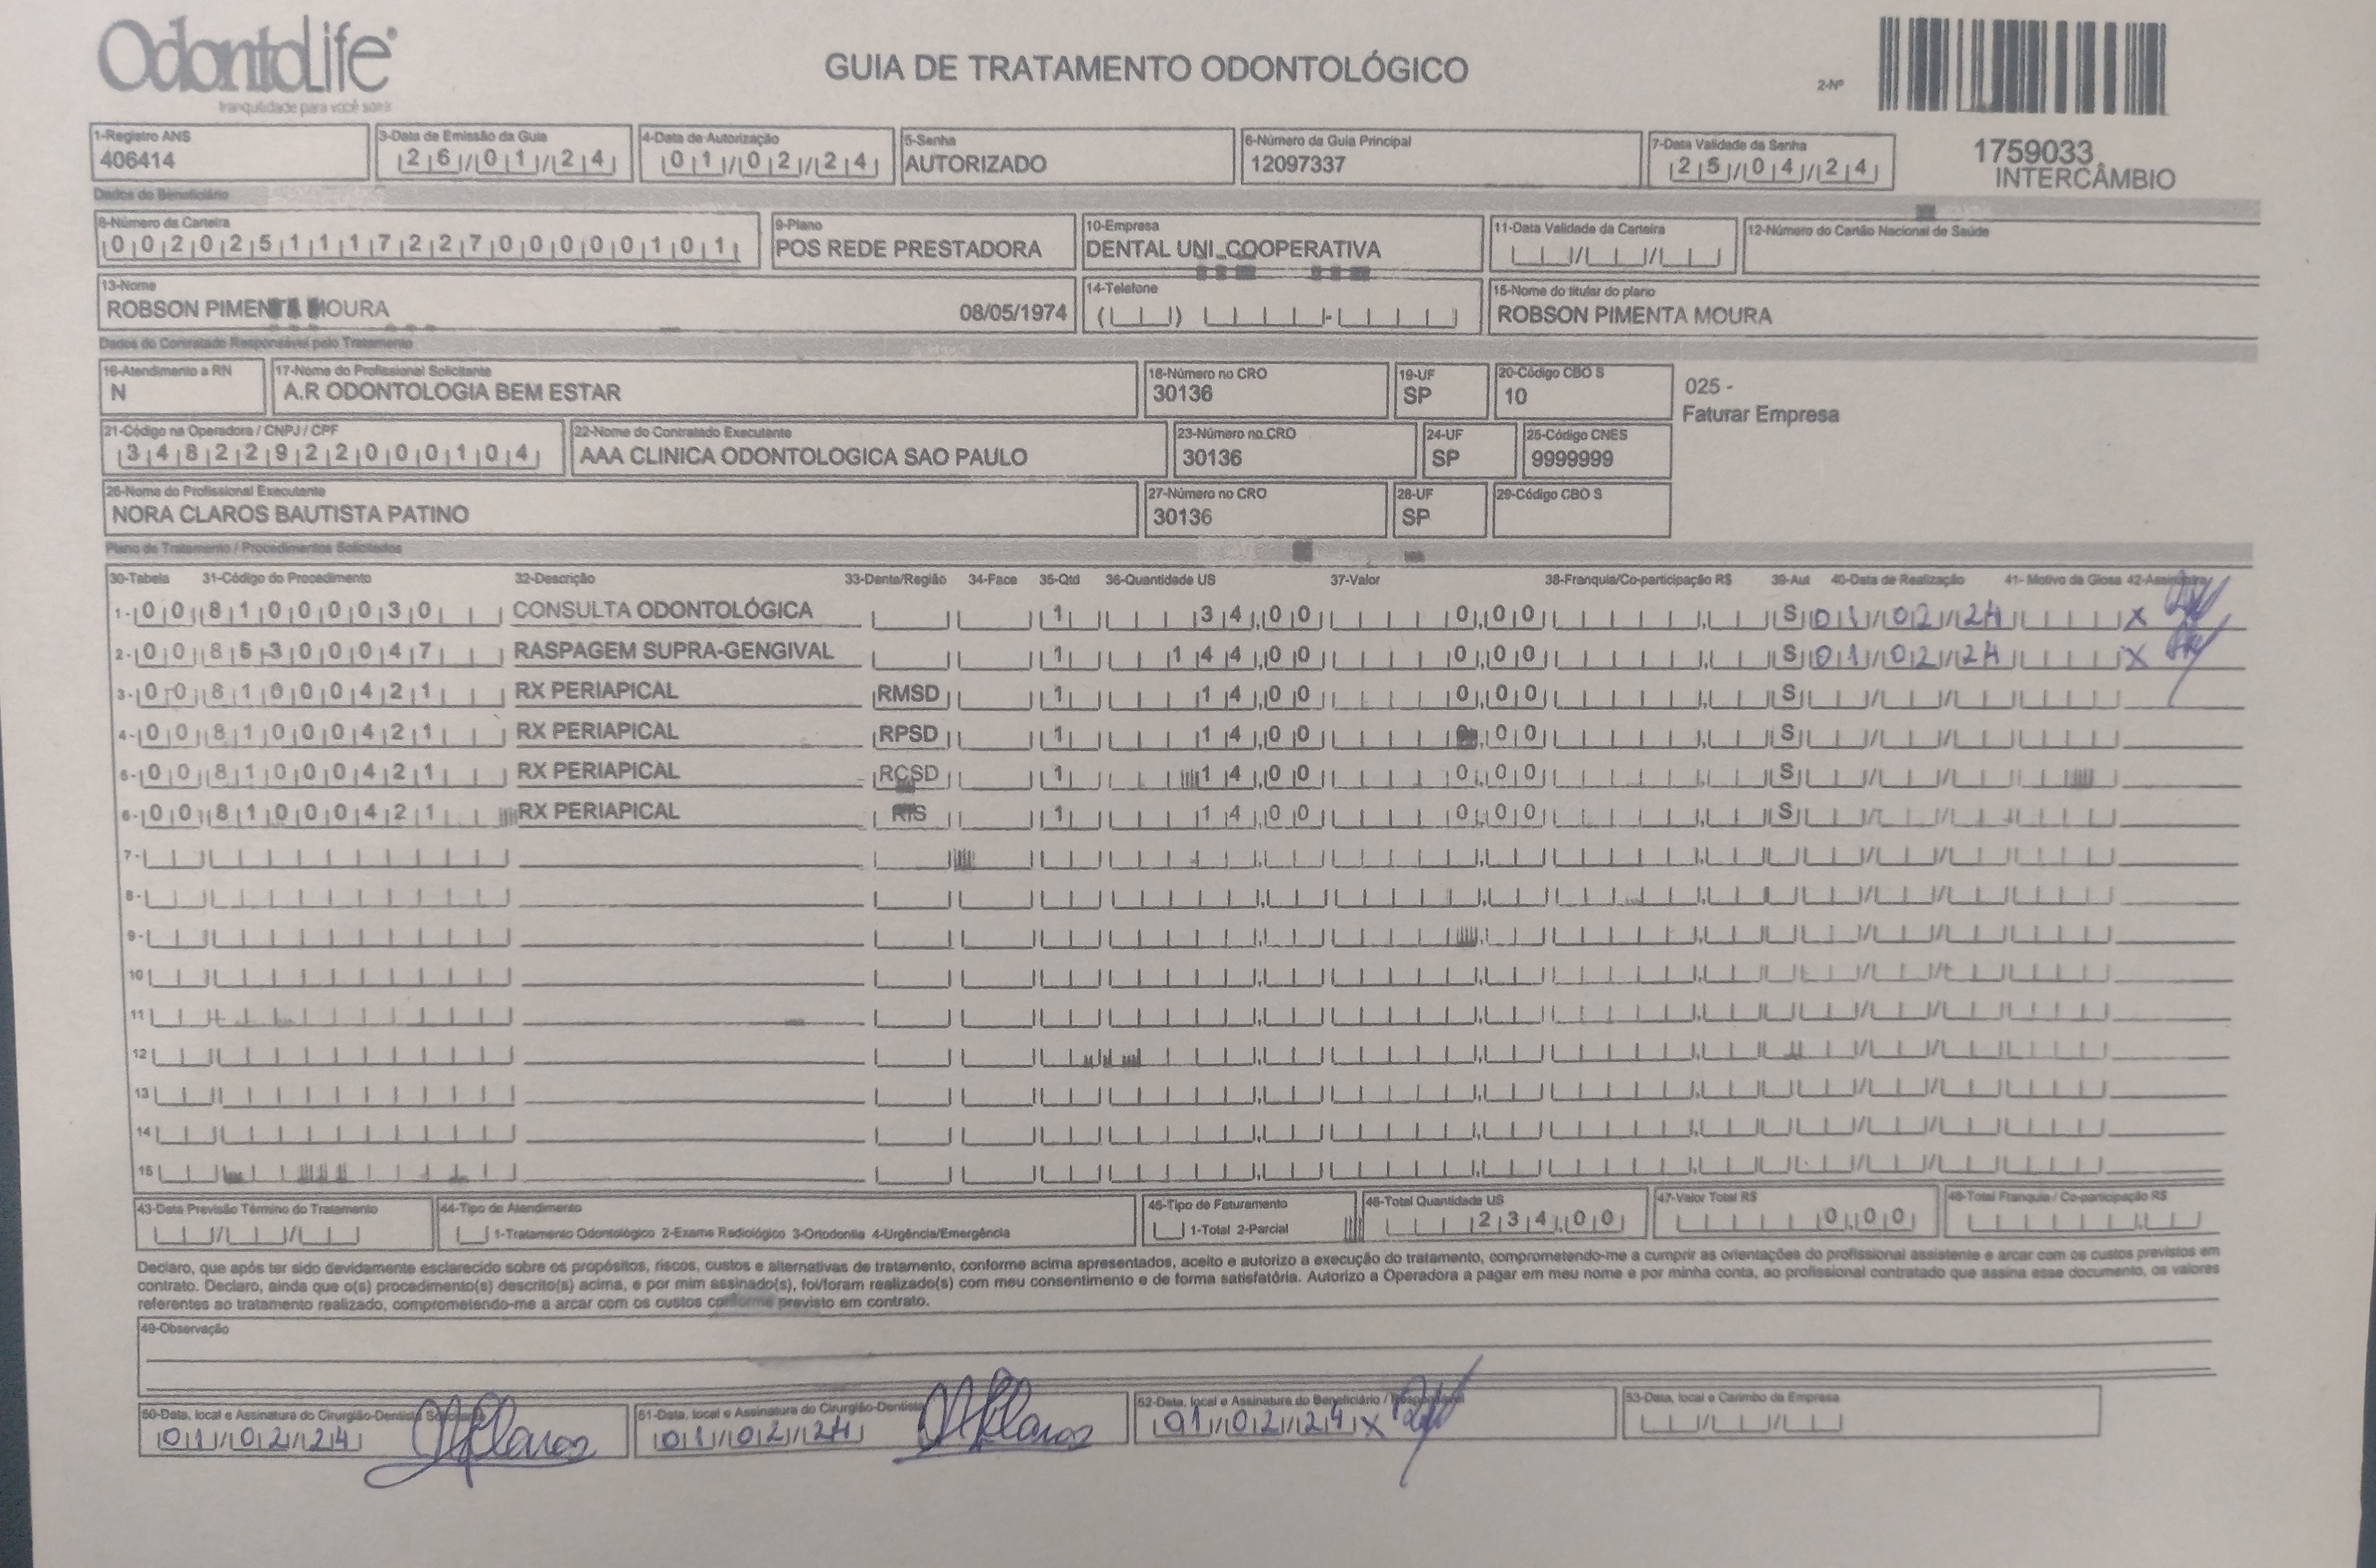 OdontoLife®
tranquilidade para você sorrir
GUIA DE TRATAMENTO ODONTOLÓGICO
2-Nº
1759033
INTERCÂMBIO
1-Registro ANS
406414
3-Data de Emissão da Guia
26/01/24
4-Data de Autorização
01/02/24
5-Senha
AUTORIZADO
6-Número da Guia Principal
12097337
7-Data Validade da Senha
25/04/24
Dados do Beneficiário
8-Número da Carteira
002025111722700000101
9-Plano
POS REDE PRESTADORA
10-Empresa
DENTAL UNI_COOPERATIVA
11-Data Validade da Carteira
12-Número do Cartão Nacional de Saúde
13-Nome
ROBSON PIMENTA MOURA 08/05/1974
14-Telefone
15-Nome do titular do plano
ROBSON PIMENTA MOURA
Dados do Contratado Responsável pelo Tratamento
16-Atendimento a RN
N
17-Nome do Profissional Solicitante
A.R ODONTOLOGIA BEM ESTAR
18-Número no CRO
30136
19-UF
SP
20-Código CBO S
10
025 -
Faturar Empresa
21-Código na Operadora / CNPJ / CPF
34822922000104
22-Nome do Contratado Executante
AAA CLINICA ODONTOLOGICA SAO PAULO
23-Número no CRO
30136
24-UF
SP
25-Código CNES
9999999
26-Nome do Profissional Executante
NORA CLAROS BAUTISTA PATINO
27-Número no CRO
30136
28-UF
SP
29-Código CBO S
Plano de Tratamento / Procedimentos Solicitados
30-Tabela 31-Código do Procedimento 32-Descrição 33-Dente/Região 34-Face 35-Qtd 36-Quantidade US 37-Valor 38-Franquia/Co-participação R$ 39-Aut 40-Data de Realização 41- Motivo da Glosa 42-Assinatura
1- 00 81000030 CONSULTA ODONTOLÓGICA 1 34,00 0,00 S 01/02/24 X
2- 00 85300047 RASPAGEM SUPRA-GENGIVAL 1 144,00 0,00 S 01/02/24 X
3- 00 81000421 RX PERIAPICAL RMSD 1 14,00 0,00 S
4- 00 81000421 RX PERIAPICAL RPSD 1 14,00 0,00 S
5- 00 81000421 RX PERIAPICAL RCSD 1 14,00 0,00 S
6- 00 81000421 RX PERIAPICAL RIS 1 14,00 0,00 S
7-
8-
9-
10
11
12
13
14
15
43-Data Previsão Término do Tratamento
44-Tipo de Atendimento
1-Tratamento Odontológico 2-Exame Radiológico 3-Ortodontia 4-Urgência/Emergência
45-Tipo de Faturamento
1-Total 2-Parcial
46-Total Quantidade US
234,00
47-Valor Total R$
0,00
48-Total Franquia / Co-participação R$
Declaro, que após ter sido devidamente esclarecido sobre os propósitos, riscos, custos e alternativas de tratamento, conforme acima apresentados, aceito e autorizo a execução do tratamento, comprometendo-me a cumprir as orientações do profissional assistente e arcar com os custos previstos em
contrato. Declaro, ainda que o(s) procedimento(s) descrito(s) acima, e por mim assinado(s), foi/foram realizado(s) com meu consentimento e de forma satisfatória. Autorizo a Operadora a pagar em meu nome e por minha conta, ao profissional contratado que assina esse documento, os valores
referentes ao tratamento realizado, comprometendo-me a arcar com os custos conforme previsto em contrato.
49-Observação
50-Data, local e Assinatura do Cirurgião-Dentista Solicitante
01/02/24
51-Data, local e Assinatura do Cirurgião-Dentista
01/02/24
52-Data, local e Assinatura do Beneficiário / Responsável
01/02/24 X
53-Data, local e Carimbo da Empresa